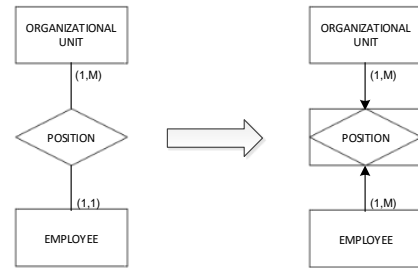 ORGANIZATIONAL
UNIT
(1,M)
POSITION
(1,1)
EMPLOYEE
ORGANIZATIONAL
UNIT
(1,M)
POSITION
(1,M)
EMPLOYEE